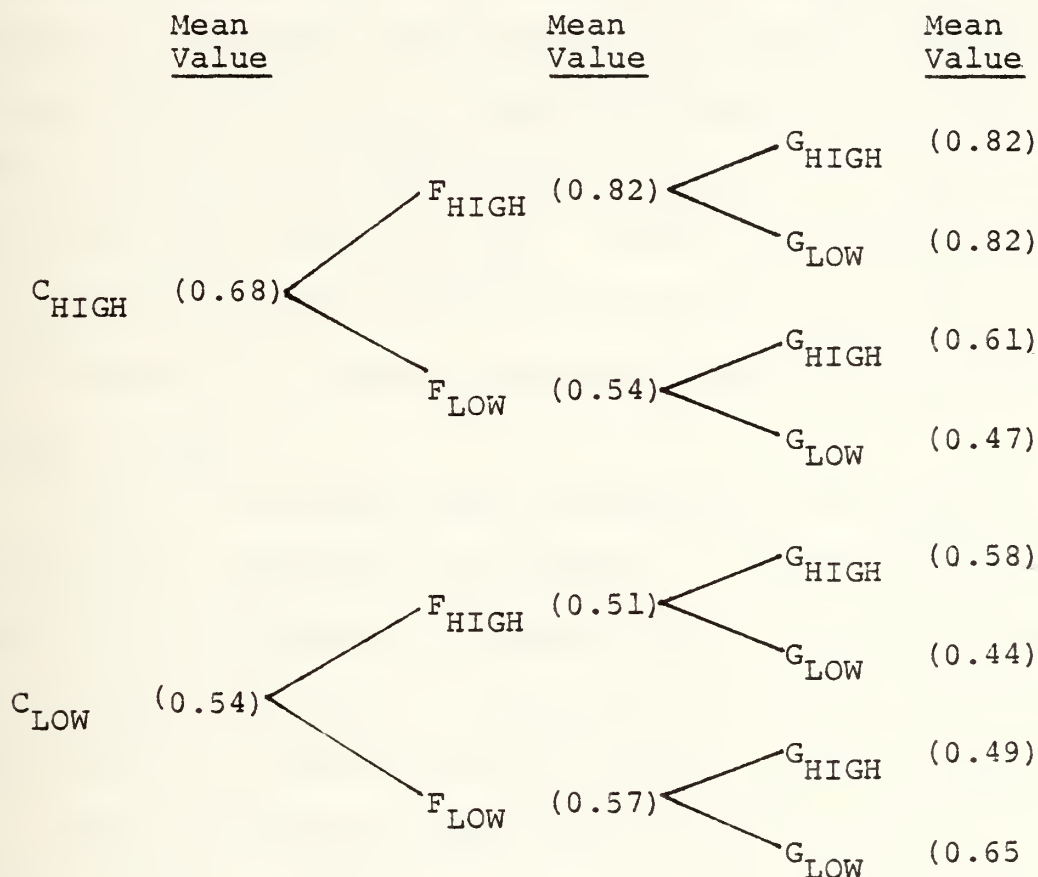 Mean Mean Mean
Value Value Value
G_HIGH (0.82)
F_HIGH (0.82)
G_LOW (0.82)
C_HIGH (0.68)
G_HIGH (0.61)
F_LOW (0.54)
G_LOW (0.47)
G_HIGH (0.58)
F_HIGH (0.51)
G_LOW (0.44)
C_LOW (0.54)
G_HIGH (0.49)
F_LOW (0.57)
G_LOW (0.65